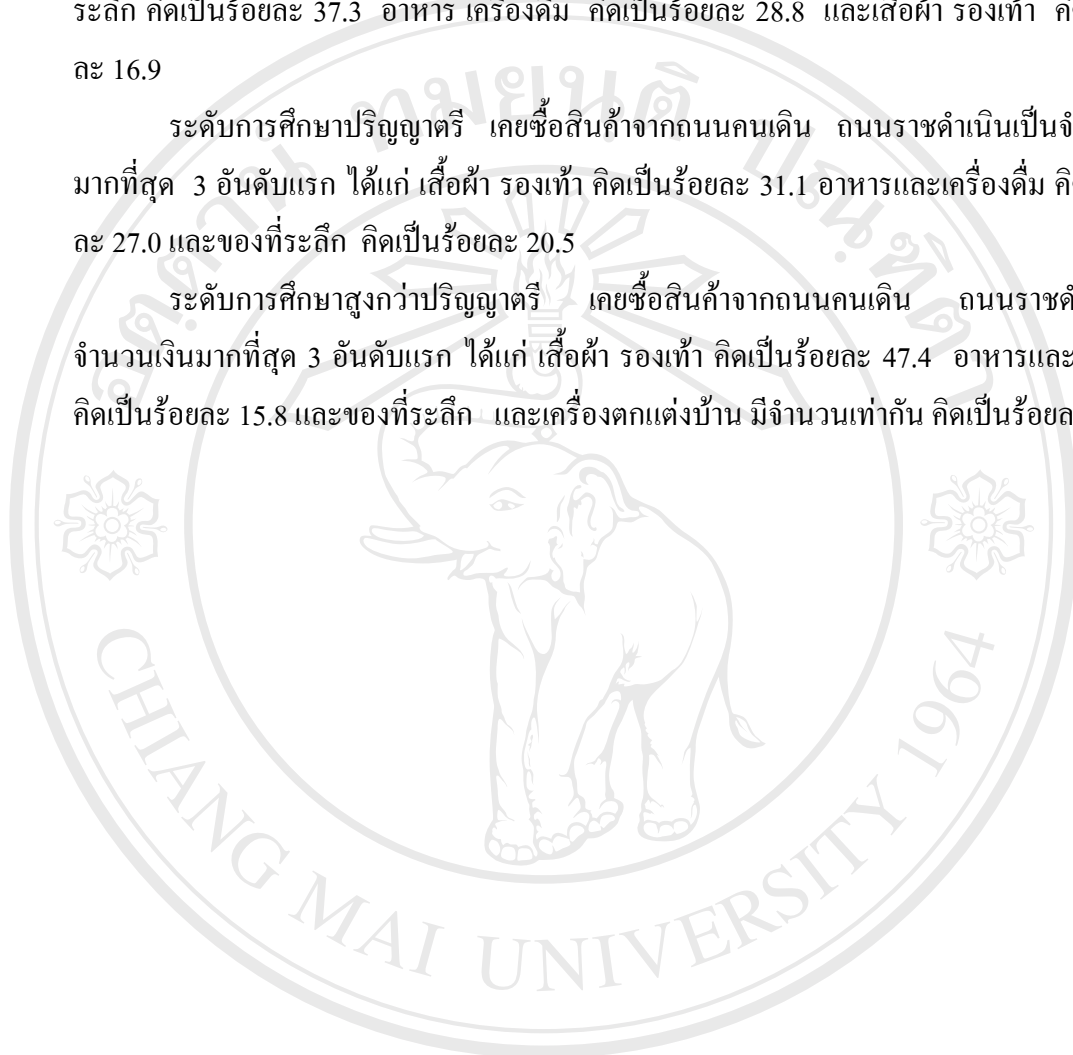 ระลึก คิดเป็นร้อยละ 37.3 อาหาร เครื่องดื่ม คิดเป็นร้อยละ 28.8 และเสื้อผ้า รองเท้า
ละ 16.9
ระดับการศึกษาปริญญาตรี เคยซื้อสินค้าจากถนนคนเดิน ถนนราชดำเนินเป็นจำ
มากที่สุด 3 อันดับแรก ได้แก่ เสื้อผ้า รองเท้า คิดเป็นร้อยละ 31.1 อาหารและเครื่องดื่ม
ละ 27.0 และของที่ระลึก คิดเป็นร้อยละ 20.5
ระดับการศึกษาสูงกว่าปริญญาตรี เคยซื้อสินค้าจากถนนคนเดิน ถนนราชดำ
จำนวนเงินมากที่สุด 3 อันดับแรก ได้แก่ เสื้อผ้า รองเท้า คิดเป็นร้อยละ 47.4 อาหารและ
คิดเป็นร้อยละ 15.8 และของที่ระลึก และเครื่องตกแต่งบ้าน มีจำนวนเท่ากัน คิดเป็นร้อยล
CHIANG MAI UNIVERSITY 1964